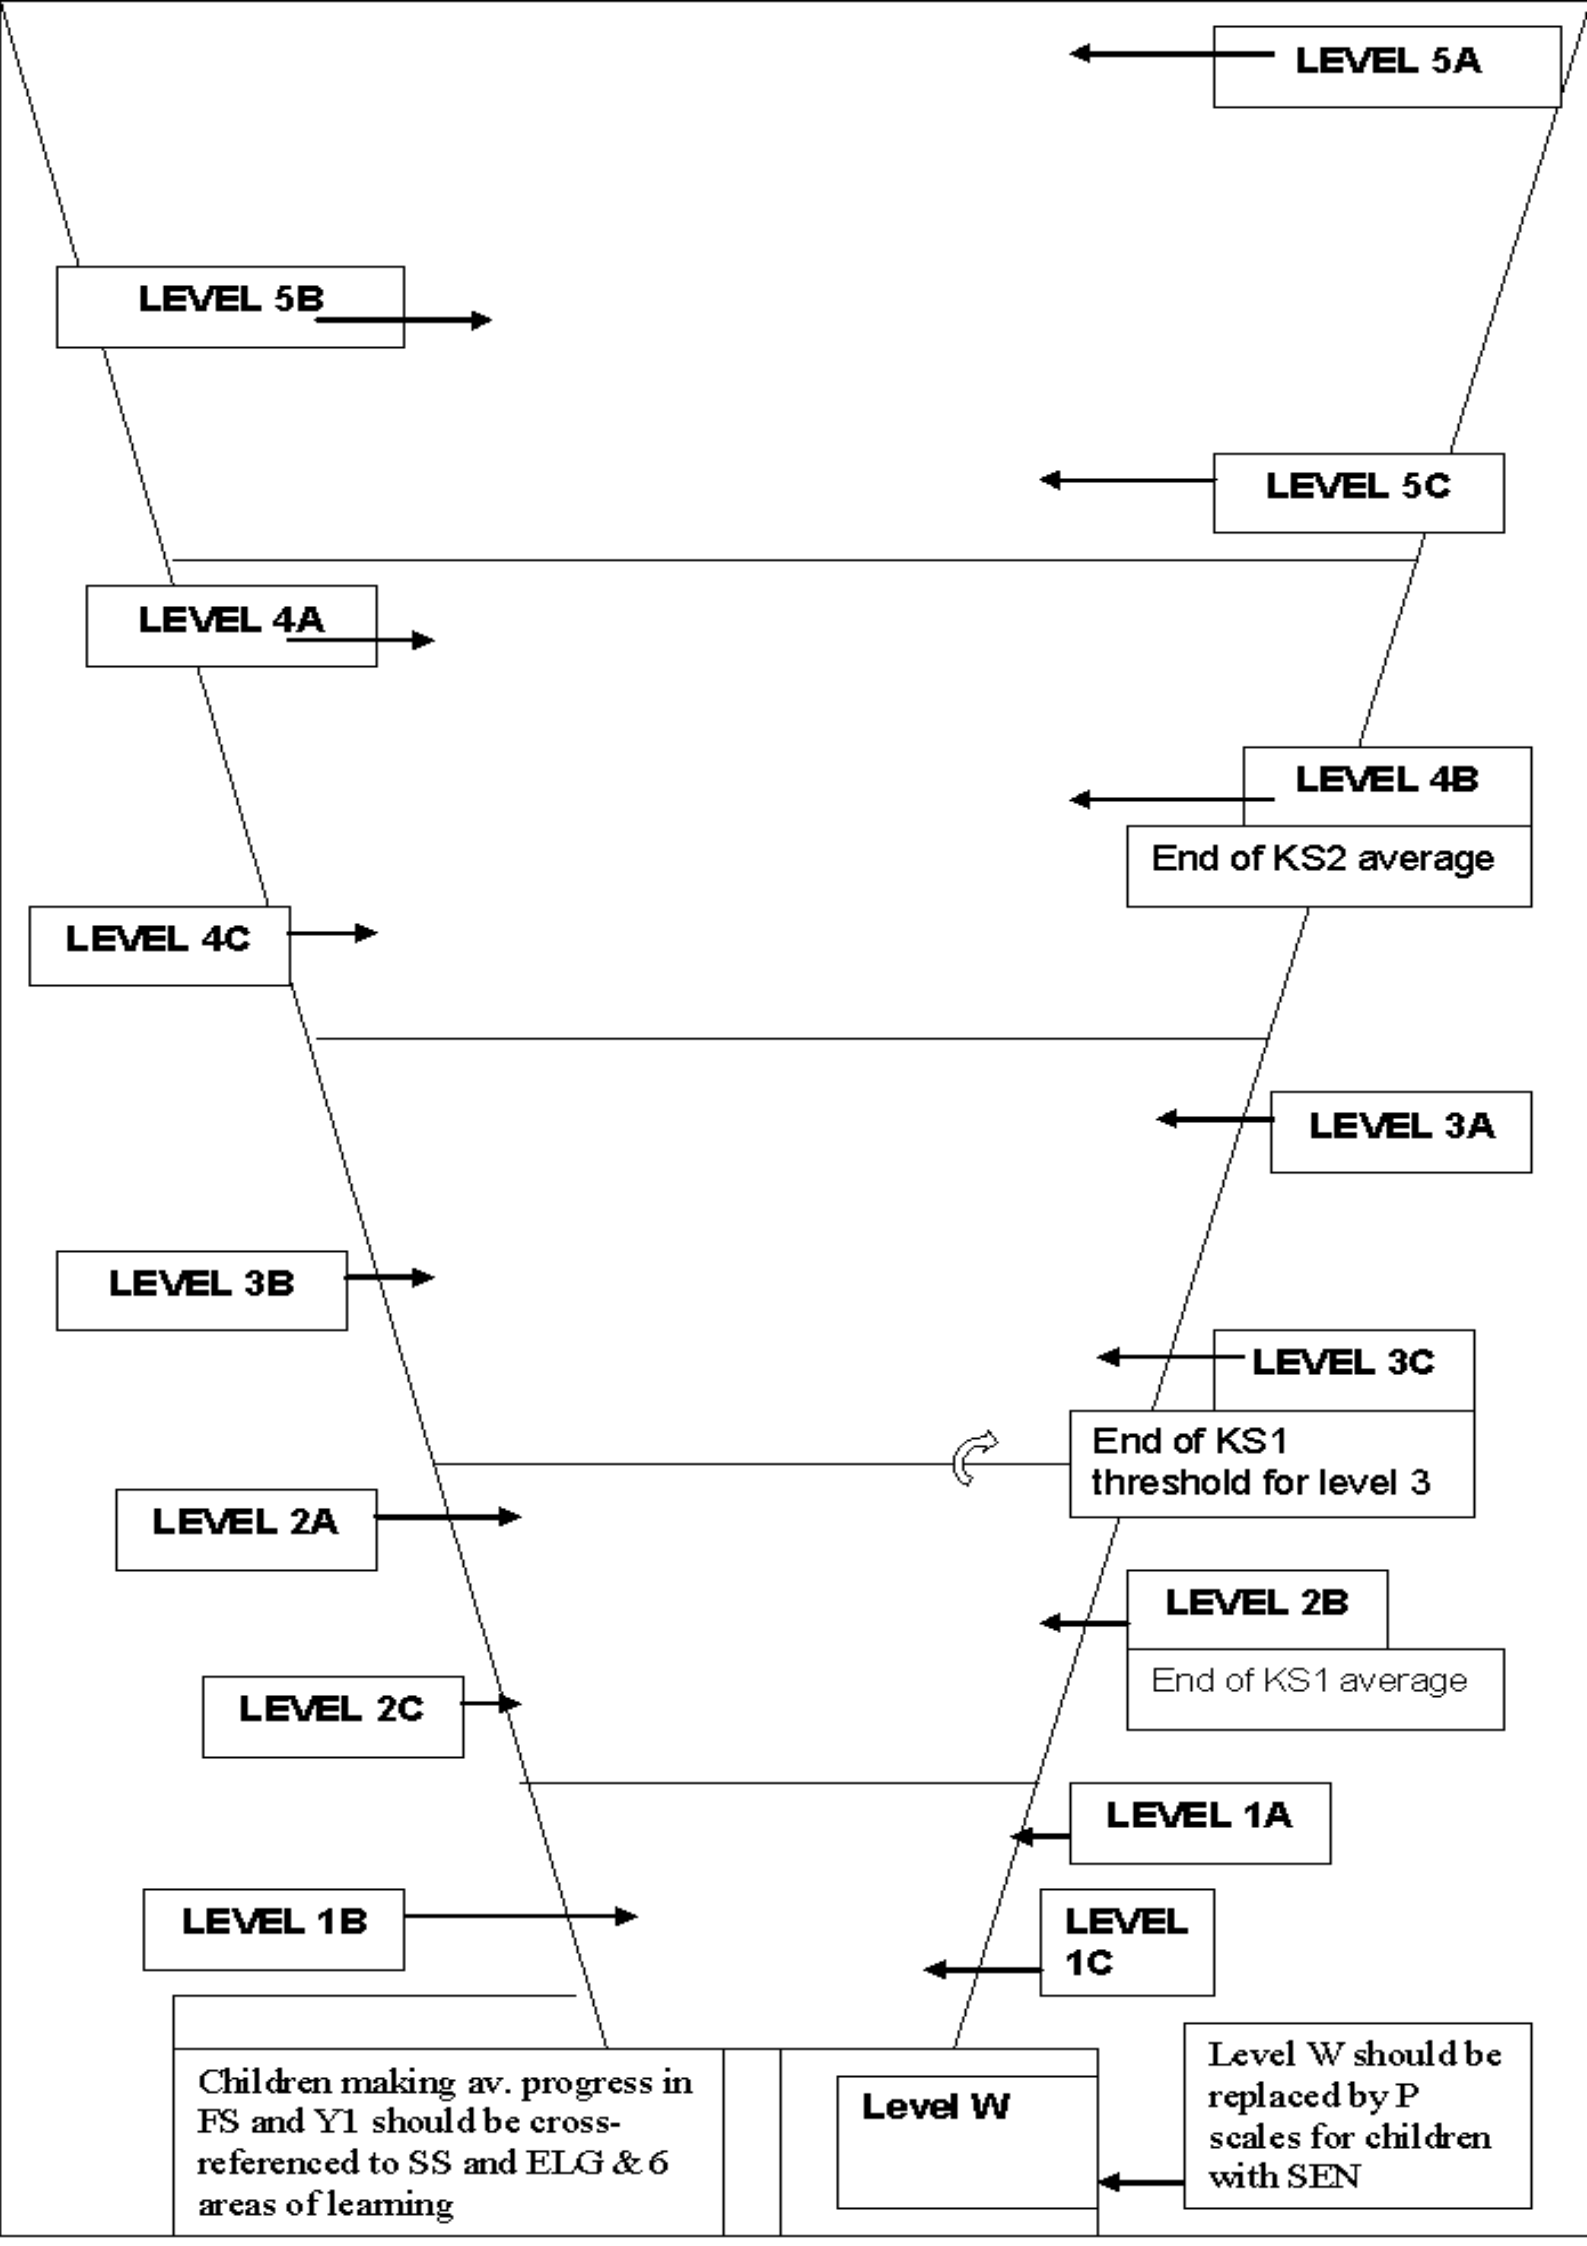 LEVEL 5A
LEVEL 5B
LEVEL 5C
LEVEL 4A
LEVEL 4B
End of KS2 average
LEVEL 4C
LEVEL 3A
LEVEL 3B
LEVEL 3C
End of KS1
threshold for level 3
LEVEL 2A
LEVEL 2B
End of KS1 average
LEVEL 2C
LEVEL 1A
LEVEL 1B
LEVEL
1C
Children making av. progress in
FS and Y1 should be cross-
referenced to SS and ELG & 6
areas of learning
Level W
Level W should be
replaced by P
scales for children
with SEN